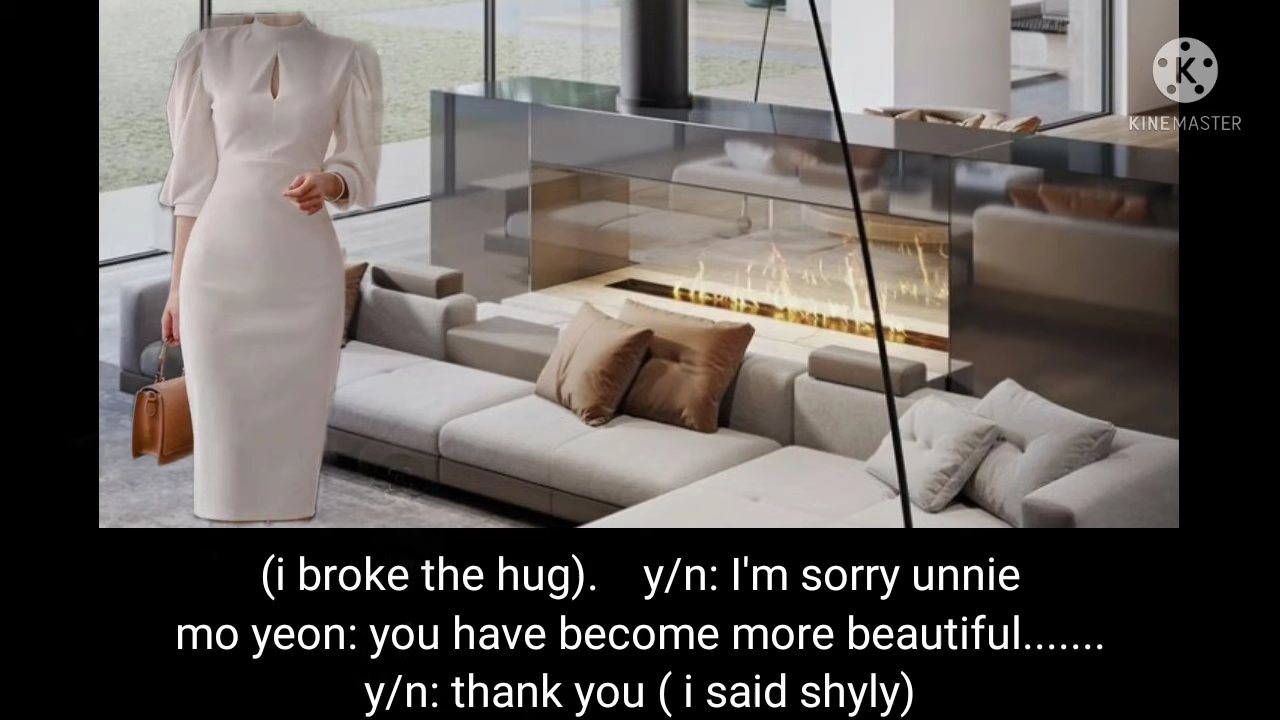 K
KINEMASTER
(i broke the hug). y/n: I'm sorry unnie
mo yeon: you have become more beautiful.......
y/n: thank you ( i said shyly)